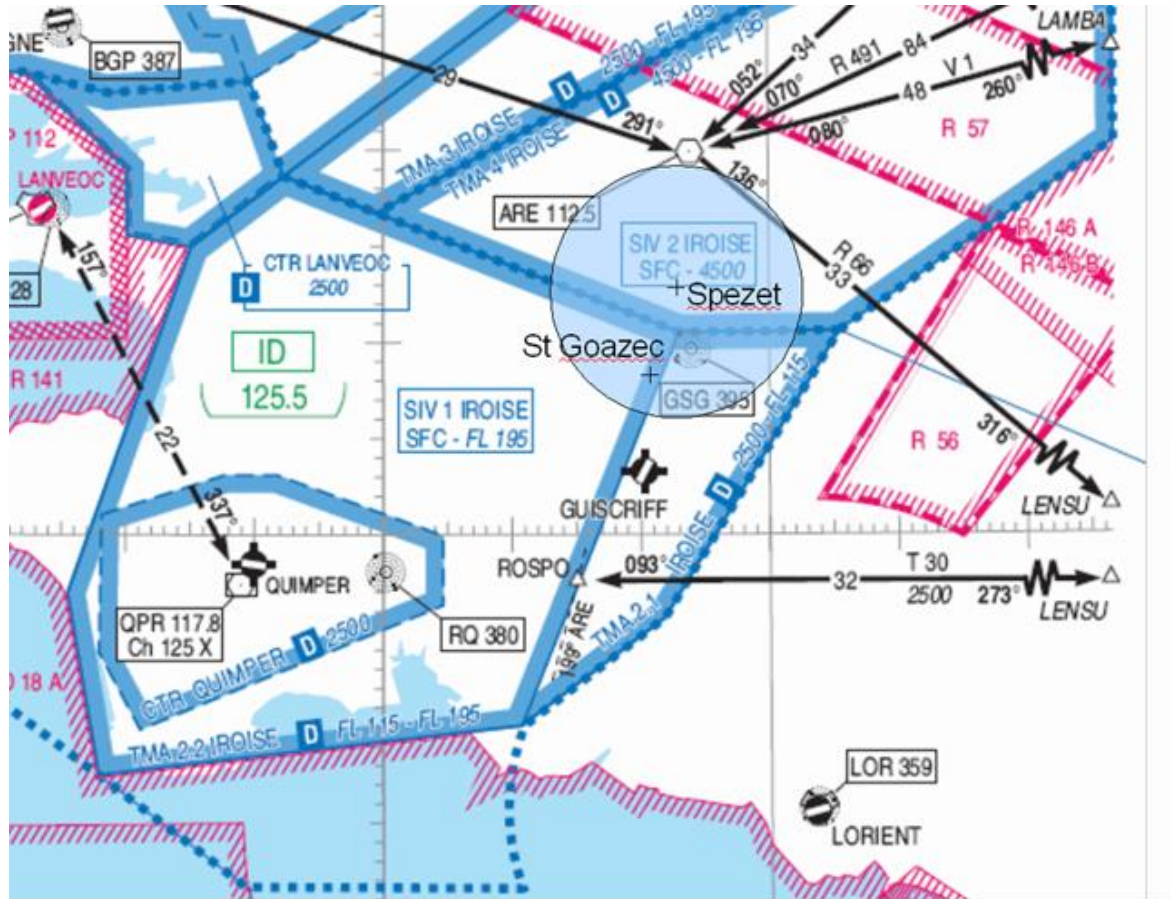 GNE
BGP 387
29
2500 - FL 195
4500 - FL 195
D
D
TMA 3 IROISE
TMA 4 IROISE
291°
052°
34
070°
R 491
84
080°
48
V 1
260°
LAMBA
R 57
P 112
LANVEOC
ARE 112.5
136°
SIV 2 IROISE
SFC - 4500
R 66
33
R 146 A
R 146 B
157°
28
CTR LANVEOC
D
2500
Spezet
St Goazec
ID
125.5
R 141
SIV 1 IROISE
SFC - FL 195
GSG 395
22
337°
R 56
316°
LENSU
GUISCRIFF
TMA 2.1 IROISE D 2500 - FL 115
QUIMPER
ROSPO
093°
32
T 30
2500
273°
LENSU
QPR 117.8
Ch 125 X
RQ 380
199° ARE
CTR QUIMPER D 2500
18 A
TMA 2.2 IROISE D FL 115 - FL 195
LOR 359
LORIENT